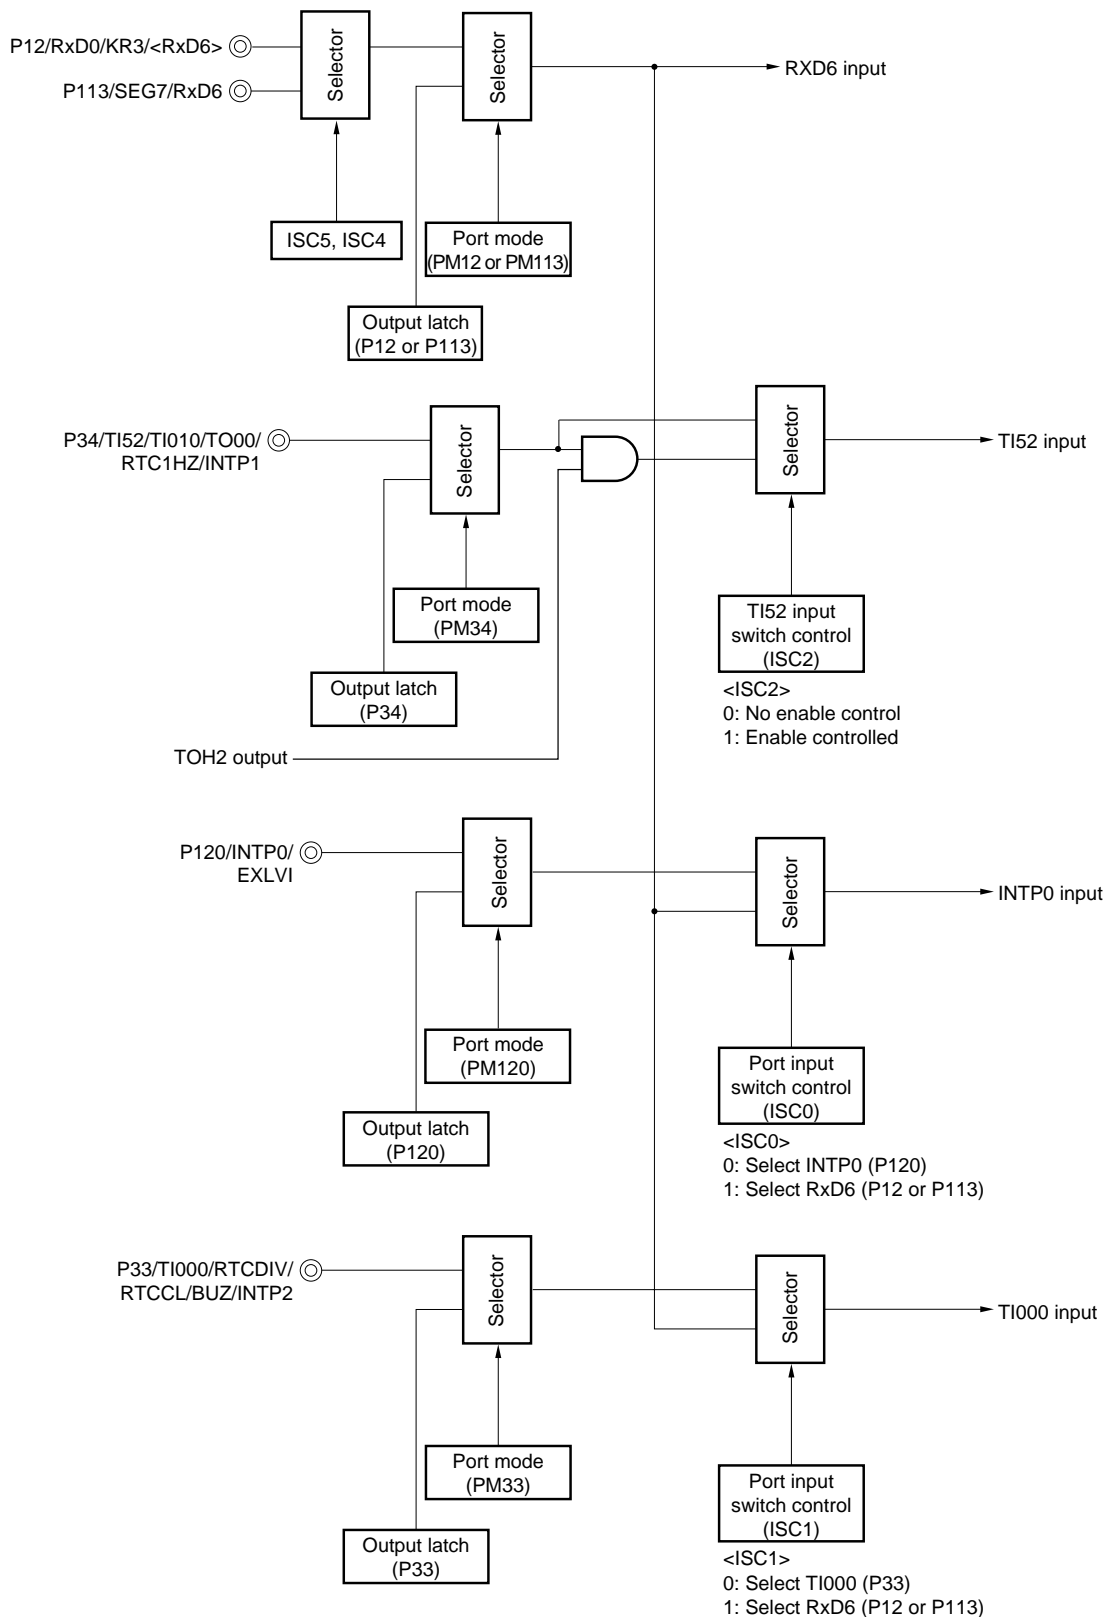 P12/RxD0/KR3/<RxD6>
P113/SEG7/RxD6
Selector
Selector
RXD6 input
ISC5, ISC4
Port mode
(PM12 or PM113)
Output latch
(P12 or P113)
P34/TI52/TI010/TO00/
RTC1HZ/INTP1
Selector
Selector
TI52 input
Port mode
(PM34)
Output latch
(P34)
TI52 input
switch control
(ISC2)
<ISC2>
0: No enable control
1: Enable controlled
TOH2 output
P120/INTP0/
EXLVI
Selector
Selector
INTP0 input
Port mode
(PM120)
Output latch
(P120)
Port input
switch control
(ISC0)
<ISC0>
0: Select INTP0 (P120)
1: Select RxD6 (P12 or P113)
P33/TI000/RTCDIV/
RTCCL/BUZ/INTP2
Selector
Selector
TI000 input
Port mode
(PM33)
Output latch
(P33)
Port input
switch control
(ISC1)
<ISC1>
0: Select TI000 (P33)
1: Select RxD6 (P12 or P113)